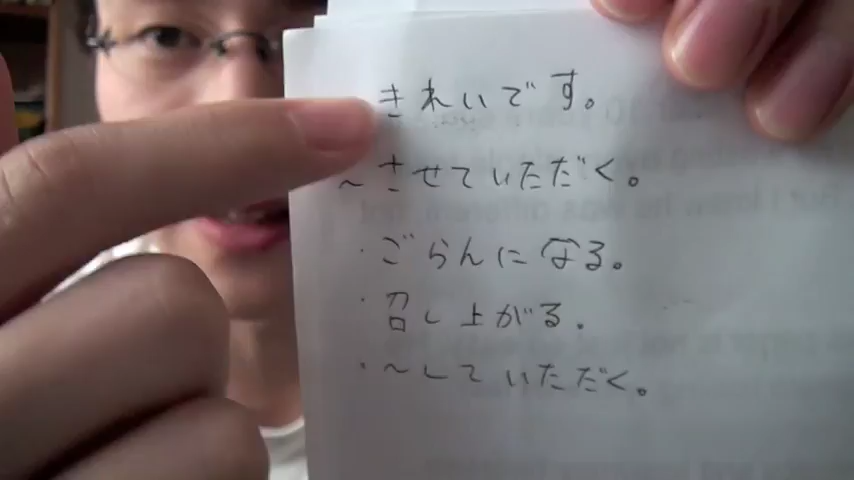 きれいです。
～させていただく。
・ごらんになる。
・召し上がる。
・～していただく。